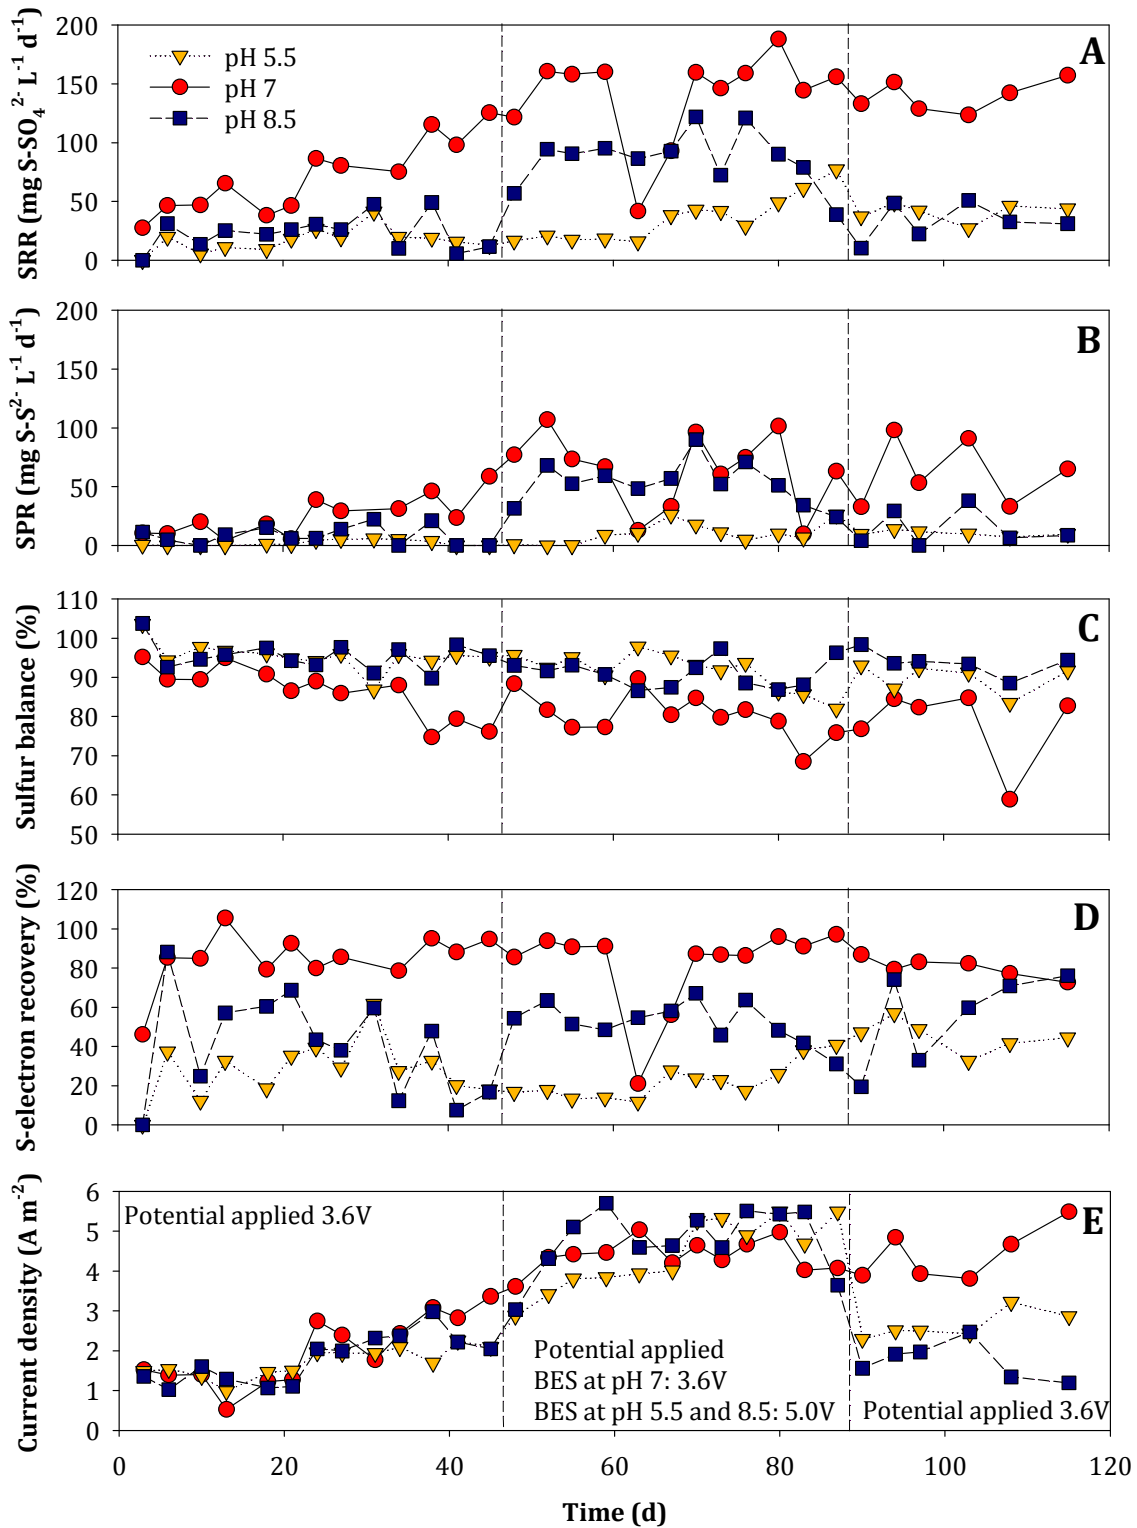 SRR (mg S-SO₄²⁻ L⁻¹ d⁻¹)
200
150
100
50
0
pH 5.5
pH 7
pH 8.5
A
SPR (mg S-S²⁻ L⁻¹ d⁻¹)
200
150
100
50
0
B
Sulfur balance (%)
110
100
90
80
70
60
50
C
S-electron recovery (%)
120
100
80
60
40
20
0
D
Current density (A m⁻²)
6
5
4
3
2
1
0
E
Potential applied 3.6V
Potential applied
BES at pH 7: 3.6V
BES at pH 5.5 and 8.5: 5.0V
Potential applied 3.6V
0 20 40 60 80 100 120
Time (d)